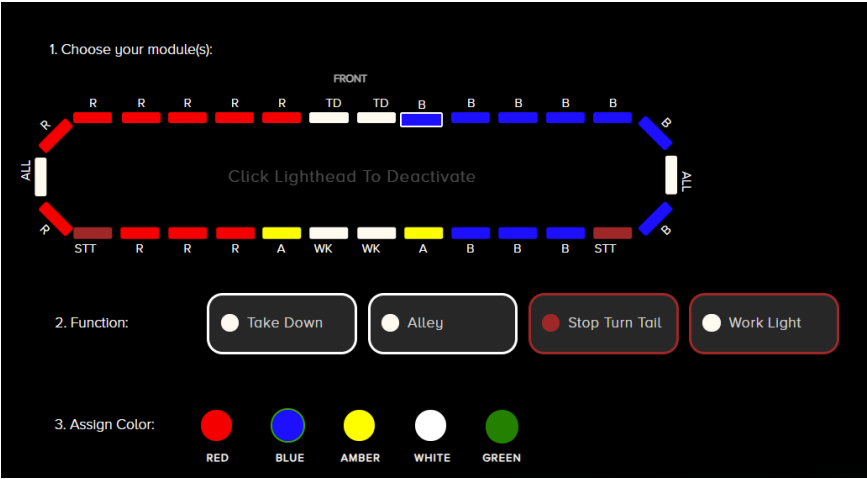 1. Choose your module(s):
FRONT
R R R R R TD TD B B B B B
R B
ALL Click Lighthead To Deactivate ALL
R B
STT R R R A WK WK A B B B STT
2. Function: Take Down Alley Stop Turn Tail Work Light
3. Assign Color:
RED BLUE AMBER WHITE GREEN